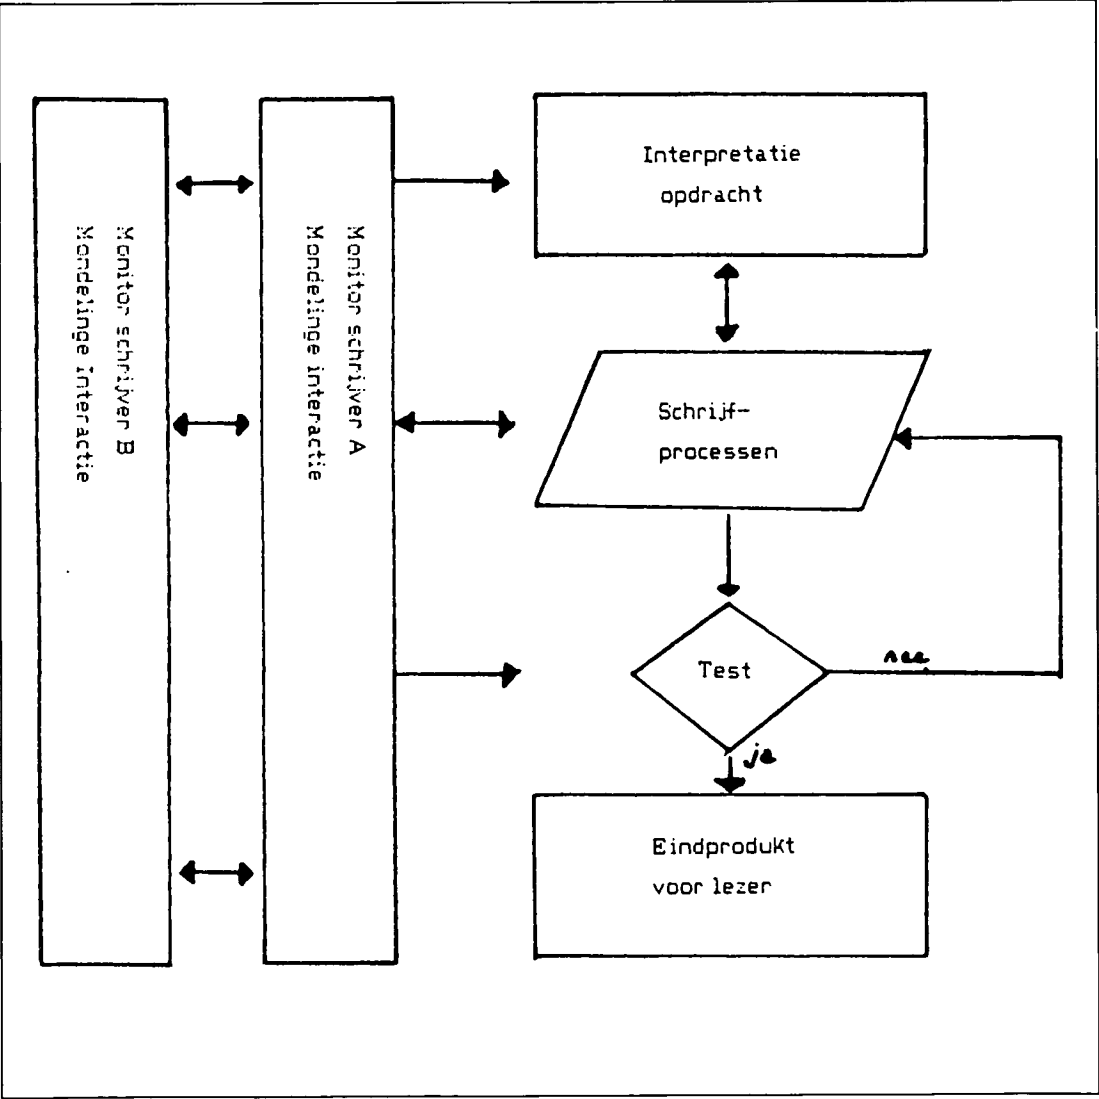 Monitor schrijver B
Mondelinge Interactie
Monitor schrijver A
Mondelinge interactie
Interpretatie
opdracht
Schrijf-
processen
Test
nee
ja
Eindprodukt
voor lezer